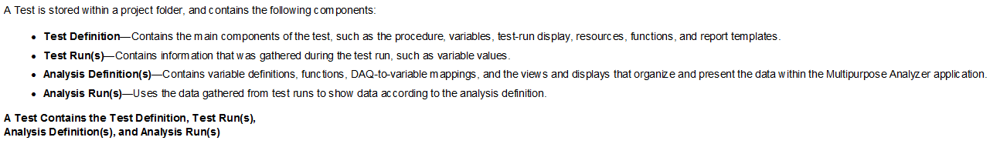 A Test is stored within a project folder, and contains the following components:
• Test Definition—Contains the main components of the test, such as the procedure, variables, test-run display, resources, functions, and report templates.
• Test Run(s)—Contains information that was gathered during the test run, such as variable values.
• Analysis Definition(s)—Contains variable definitions, functions, DAQ-to-variable mappings, and the views and displays that organize and present the data within the Multipurpose Analyzer application.
• Analysis Run(s)—Uses the data gathered from test runs to show data according to the analysis definition.
A Test Contains the Test Definition, Test Run(s),
Analysis Definition(s), and Analysis Run(s)